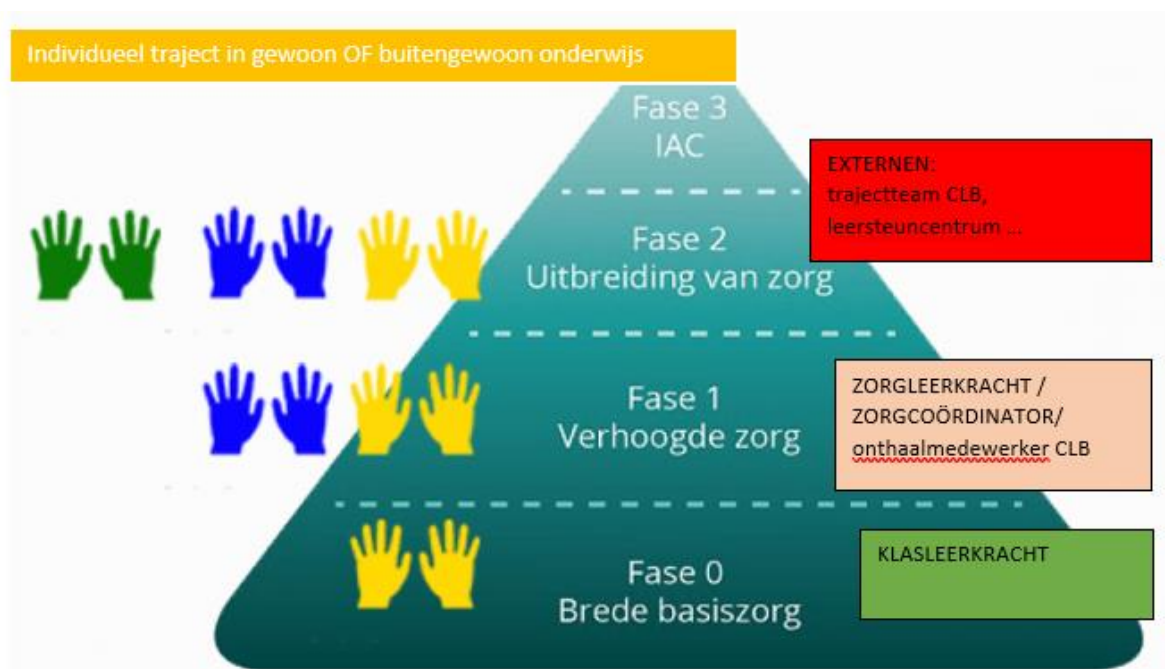 Individueel traject in gewoon OF buitengewoon onderwijs
Fase 3
IAC
EXTERNEN:
trajectteam CLB,
leersteuncentrum ...
Fase 2
Uitbreiding van zorg
Fase 1
Verhoogde zorg
ZORGLEERKRACHT /
ZORGCOÖRDINATOR/
onthaalmedewerker CLB
Fase 0
Brede basiszorg
KLASLEERKRACHT